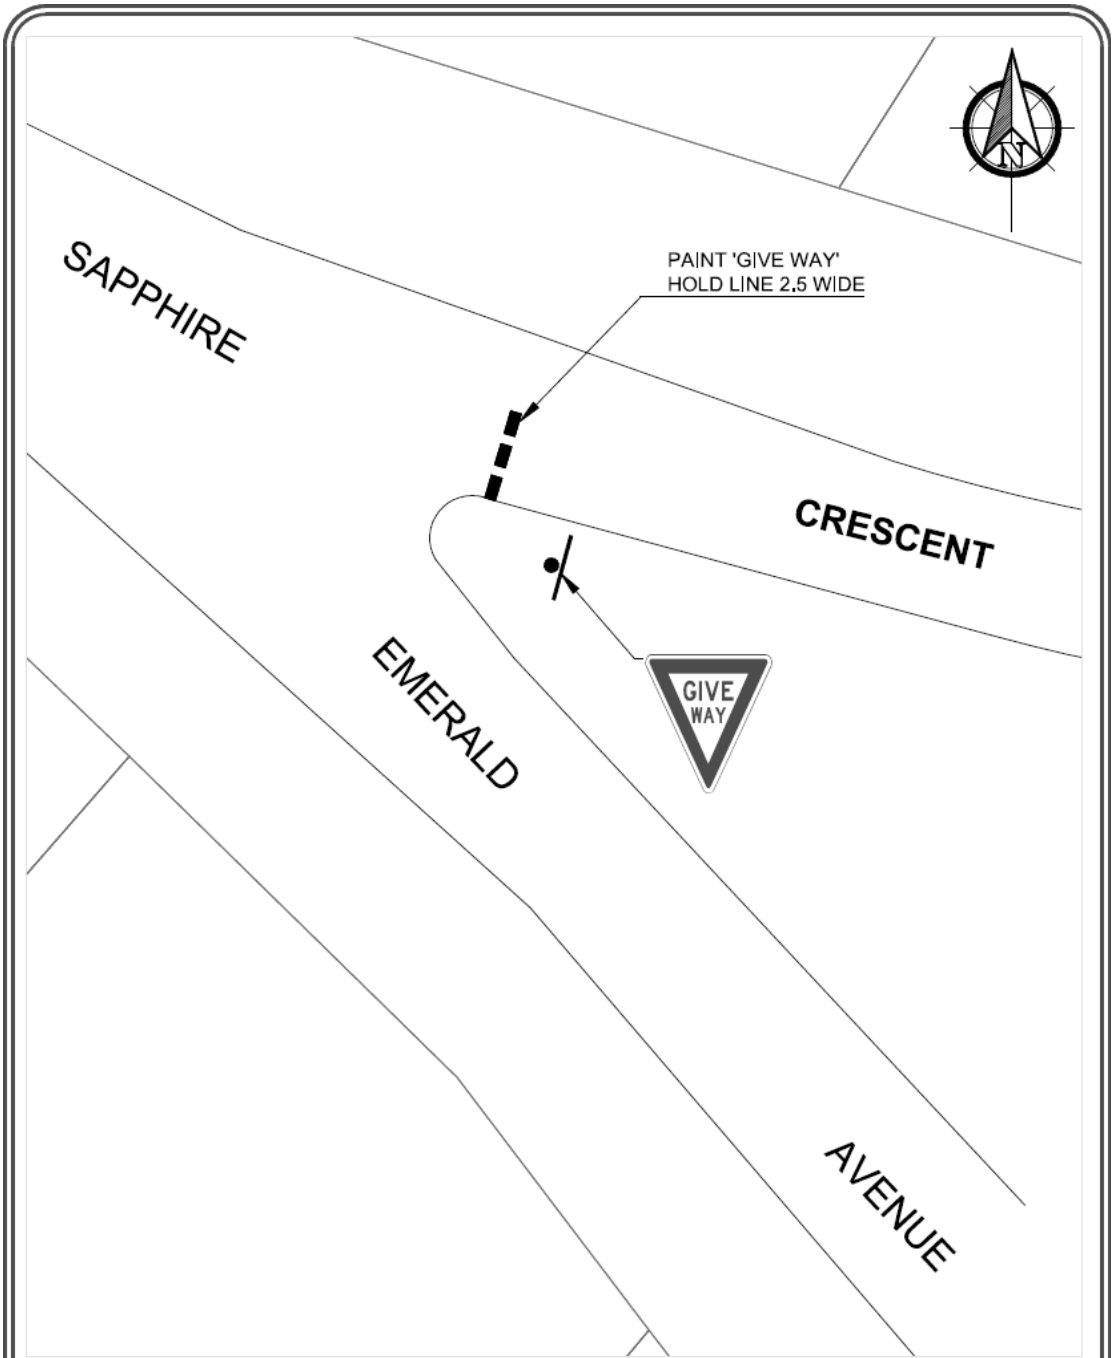 N
SAPPHIRE
PAINT 'GIVE WAY'
HOLD LINE 2.5 WIDE
CRESCENT
EMERALD
GIVE
WAY
AVENUE